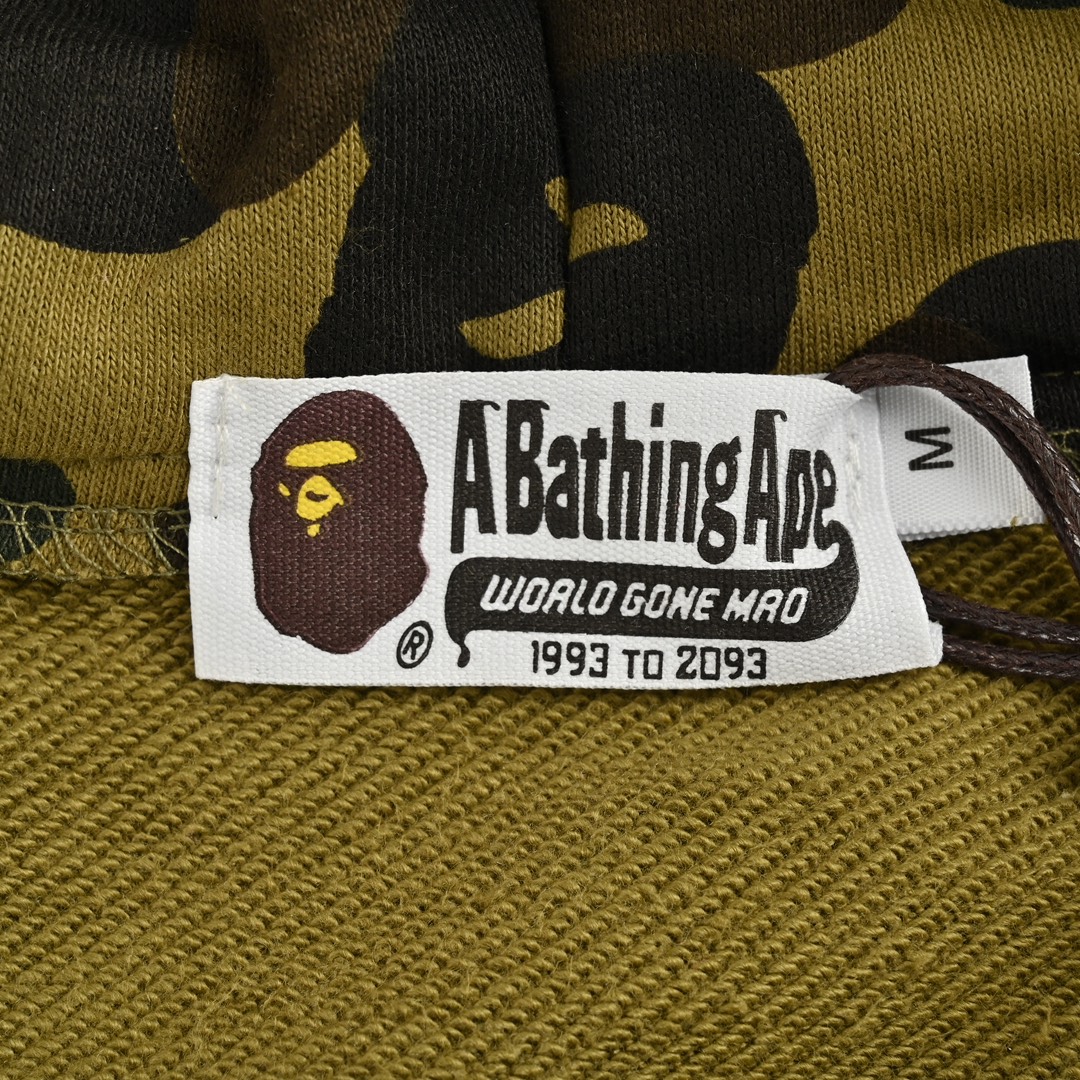 A Bathing Ape
WORLD GONE MAD
1993 TO 2093
®
M